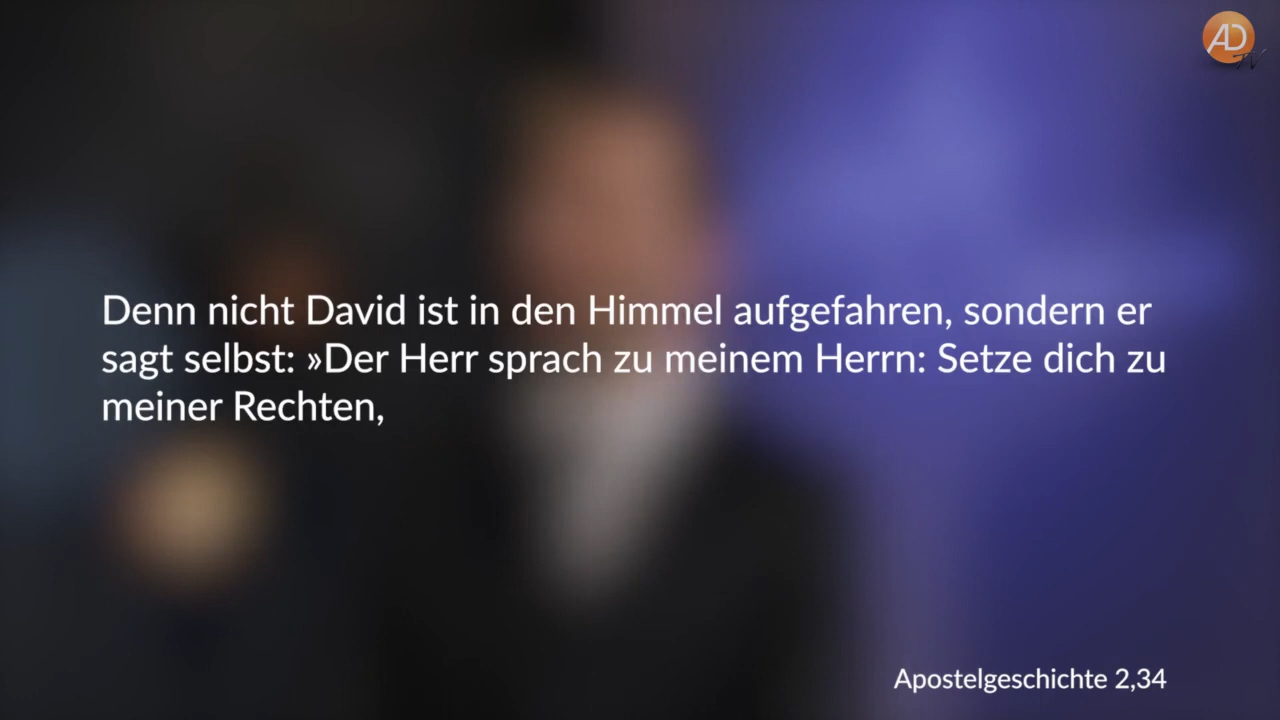 AD
TV
Denn nicht David ist in den Himmel aufgefahren, sondern er
sagt selbst: »Der Herr sprach zu meinem Herrn: Setze dich zu
meiner Rechten,
Apostelgeschichte 2,34